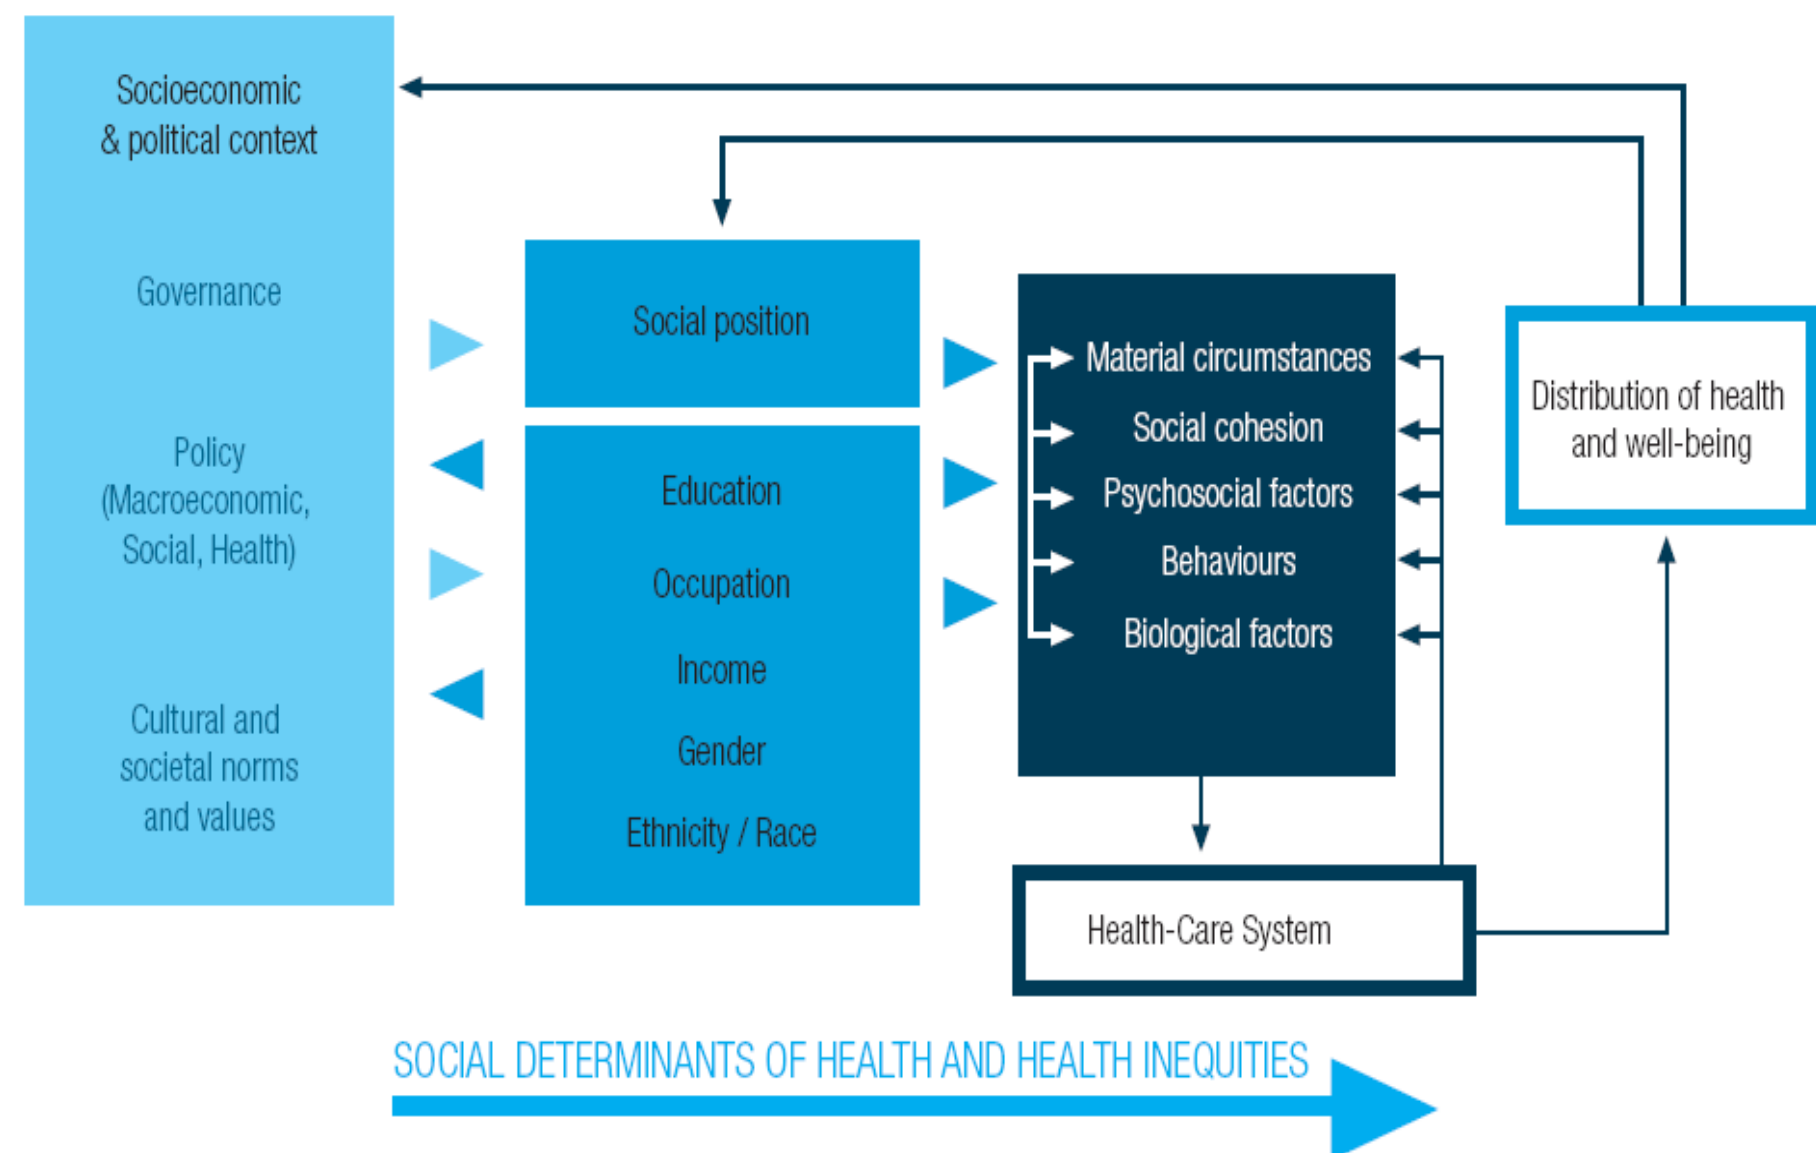 Socioeconomic
& political context
Governance
Policy
(Macroeconomic,
Social, Health)
Cultural and
societal norms
and values
Social position
Education
Occupation
Income
Gender
Ethnicity / Race
Material circumstances
Social cohesion
Psychosocial factors
Behaviours
Biological factors
Distribution of health
and well-being
Health-Care System
SOCIAL DETERMINANTS OF HEALTH AND HEALTH INEQUITIES